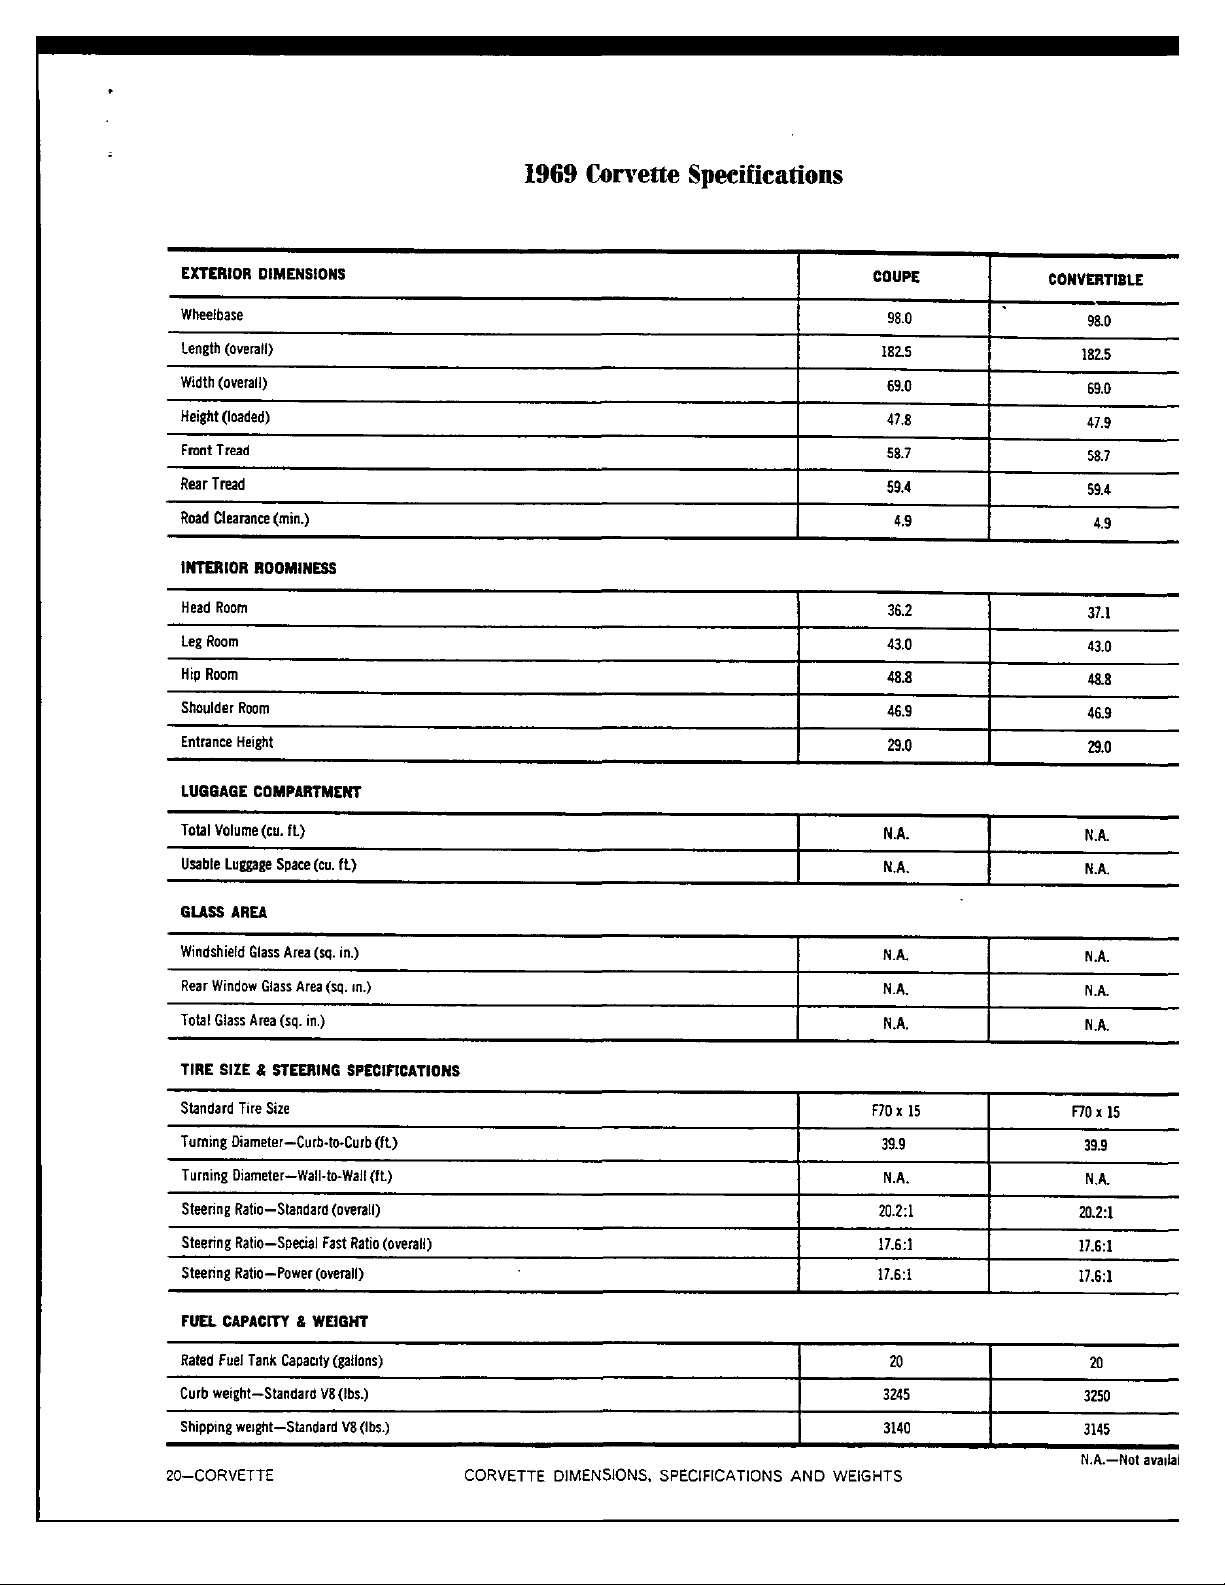 1969 Corvette Specifications
EXTERIOR DIMENSIONS COUPE CONVERTIBLE
Wheelbase 98.0 98.0
Length (overall) 182.5 182.5
Width (overall) 69.0 69.0
Height (loaded) 47.8 47.9
Front Tread 58.7 58.7
Rear Tread 59.4 59.4
Road Clearance (min.) 4.9 4.9
INTERIOR ROOMINESS
Head Room 36.2 37.1
Leg Room 43.0 43.0
Hip Room 48.8 48.8
Shoulder Room 46.9 46.9
Entrance Height 29.0 29.0
LUGGAGE COMPARTMENT
Total Volume (cu. ft.) N.A. N.A.
Usable Luggage Space (cu. ft.) N.A. N.A.
GLASS AREA
Windshield Glass Area (sq. in.) N.A. N.A.
Rear Window Glass Area (sq. in.) N.A. N.A.
Total Glass Area (sq. in.) N.A. N.A.
TIRE SIZE & STEERING SPECIFICATIONS
Standard Tire Size F70 x 15 F70 x 15
Turning Diameter—Curb-to-Curb (ft.) 39.9 39.9
Turning Diameter—Wall-to-Wall (ft.) N.A. N.A.
Steering Ratio—Standard (overall) 20.2:1 20.2:1
Steering Ratio—Special Fast Ratio (overall) 17.6:1 17.6:1
Steering Ratio—Power (overall) 17.6:1 17.6:1
FUEL CAPACITY & WEIGHT
Rated Fuel Tank Capacity (gallons) 20 20
Curb weight—Standard V8 (lbs.) 3245 3250
Shipping weight—Standard V8 (lbs.) 3140 3145
N.A.—Not availa
20—CORVETTE CORVETTE DIMENSIONS, SPECIFICATIONS AND WEIGHTS